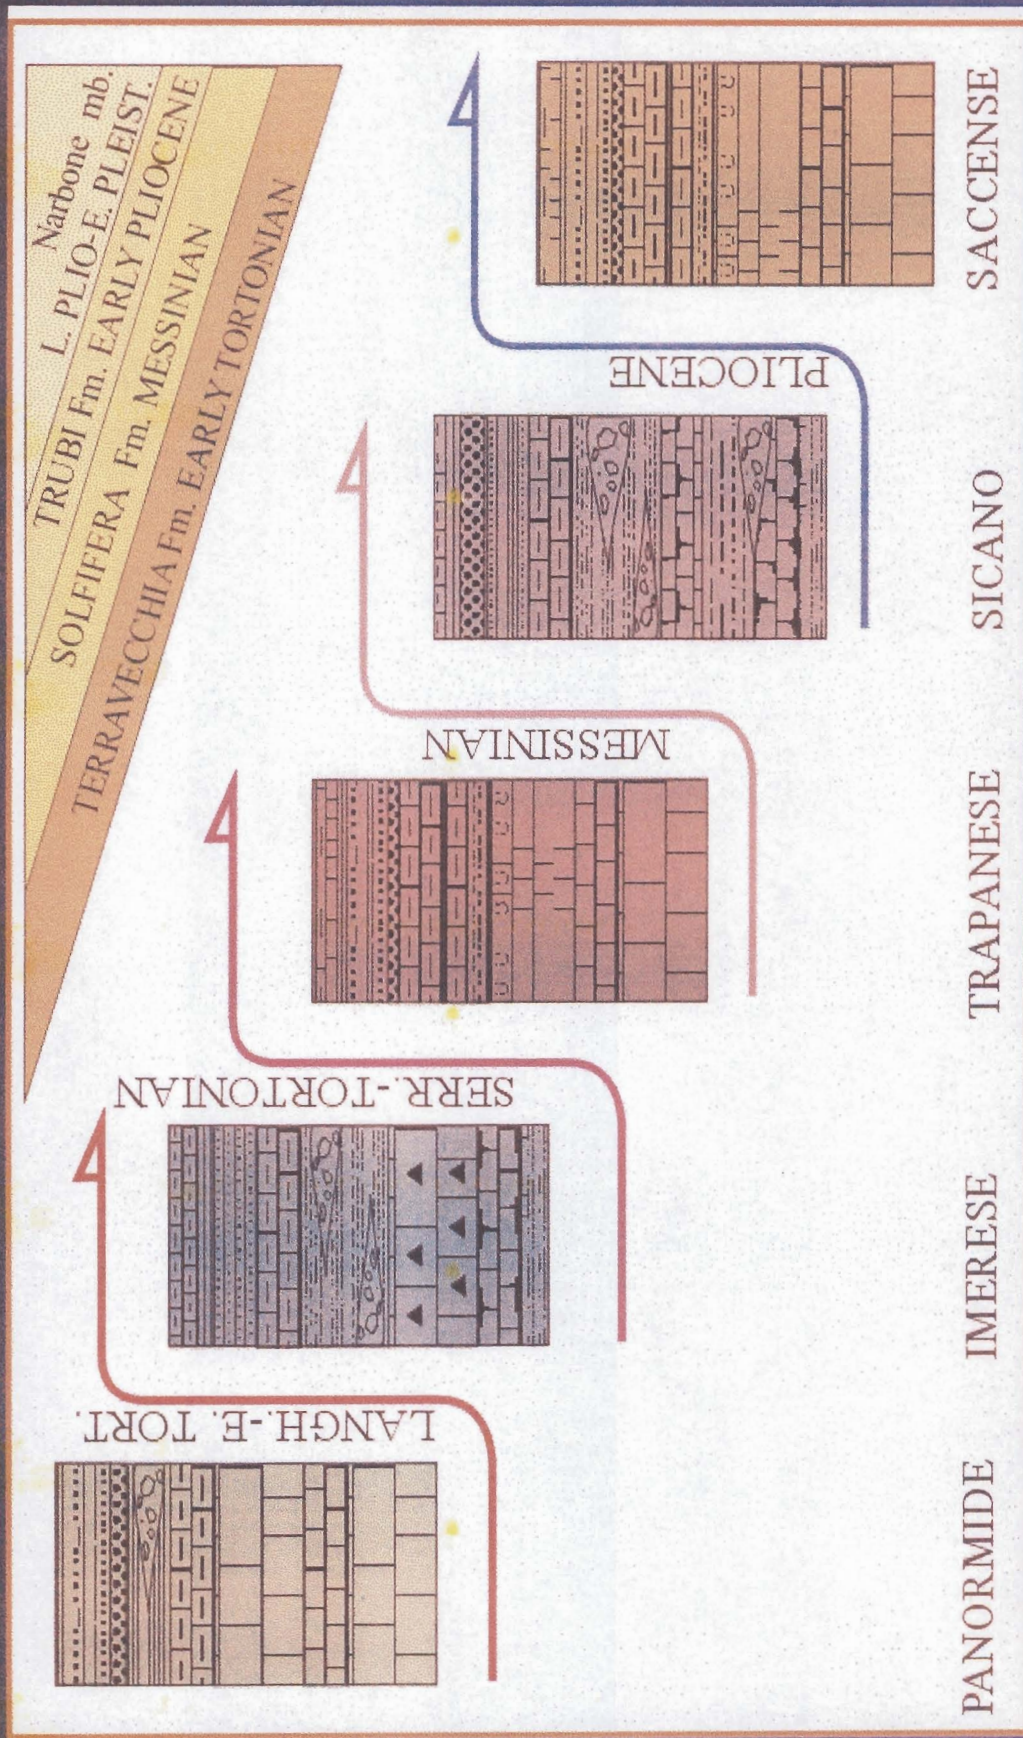 Narbone mb.
L. PLIO-E. PLEIST.
TRUBI Fm. EARLY PLIOCENE
SOLFIFERA Fm. MESSINIAN
TERRAVECCHIA Fm. EARLY TORTONIAN
LANGH.-E. TORT.
SERR.-TORTONIAN
MESSINIAN
PLIOCENE
PANORMIDE
IMERESE
TRAPANESE
SICANO
SACCENSE